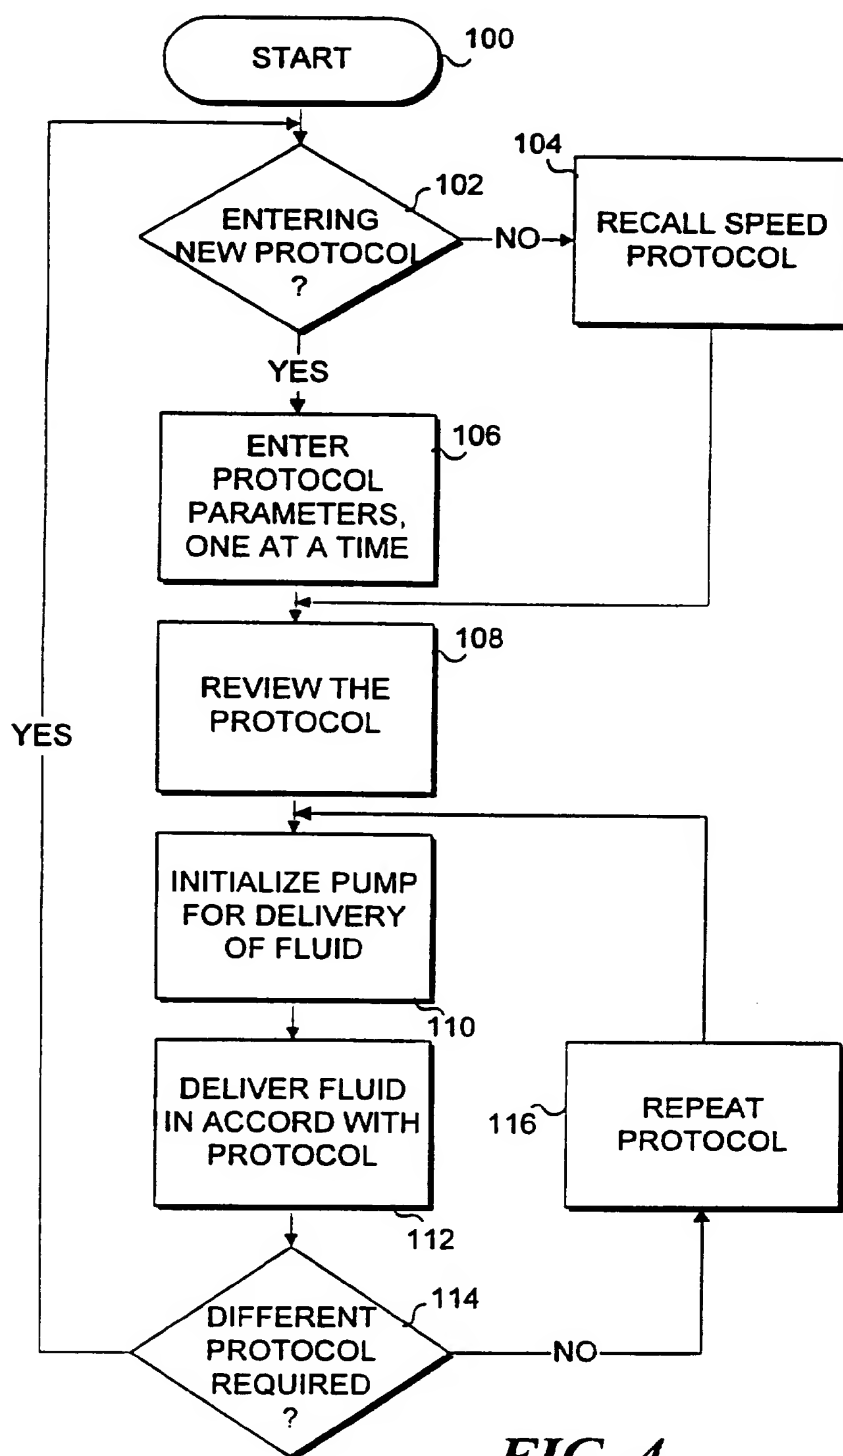 START
100
102
ENTERING
NEW PROTOCOL
?
NO
104
RECALL SPEED
PROTOCOL
YES
106
ENTER
PROTOCOL
PARAMETERS,
ONE AT A TIME
108
REVIEW THE
PROTOCOL
YES
INITIALIZE PUMP
FOR DELIVERY
OF FLUID
110
DELIVER FLUID
IN ACCORD WITH
PROTOCOL
112
116
REPEAT
PROTOCOL
114
DIFFERENT
PROTOCOL
REQUIRED
?
NO
FIG. 4